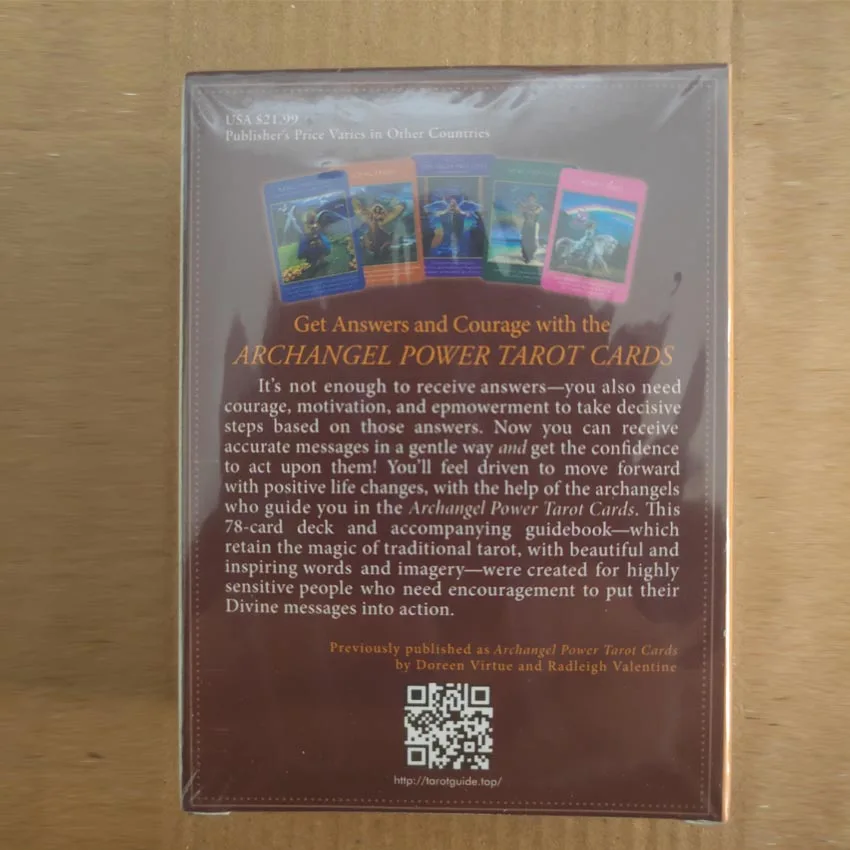 USA $21.99
Publisher's Price Varies in Other Countries
Get Answers and Courage with the
ARCHANGEL POWER TAROT CARDS
It's not enough to receive answers—you also need
courage, motivation, and epmowerment to take decisive
steps based on those answers. Now you can receive
accurate messages in a gentle way and get the confidence
to act upon them! You'll feel driven to move forward
with positive life changes, with the help of the archangels
who guide you in the Archangel Power Tarot Cards. This
78-card deck and accompanying guidebook—which
retain the magic of traditional tarot, with beautiful and
inspiring words and imagery—were created for highly
sensitive people who need encouragement to put their
Divine messages into action.
Previously published as Archangel Power Tarot Cards
by Doreen Virtue and Radleigh Valentine
http://tarotguide.top/